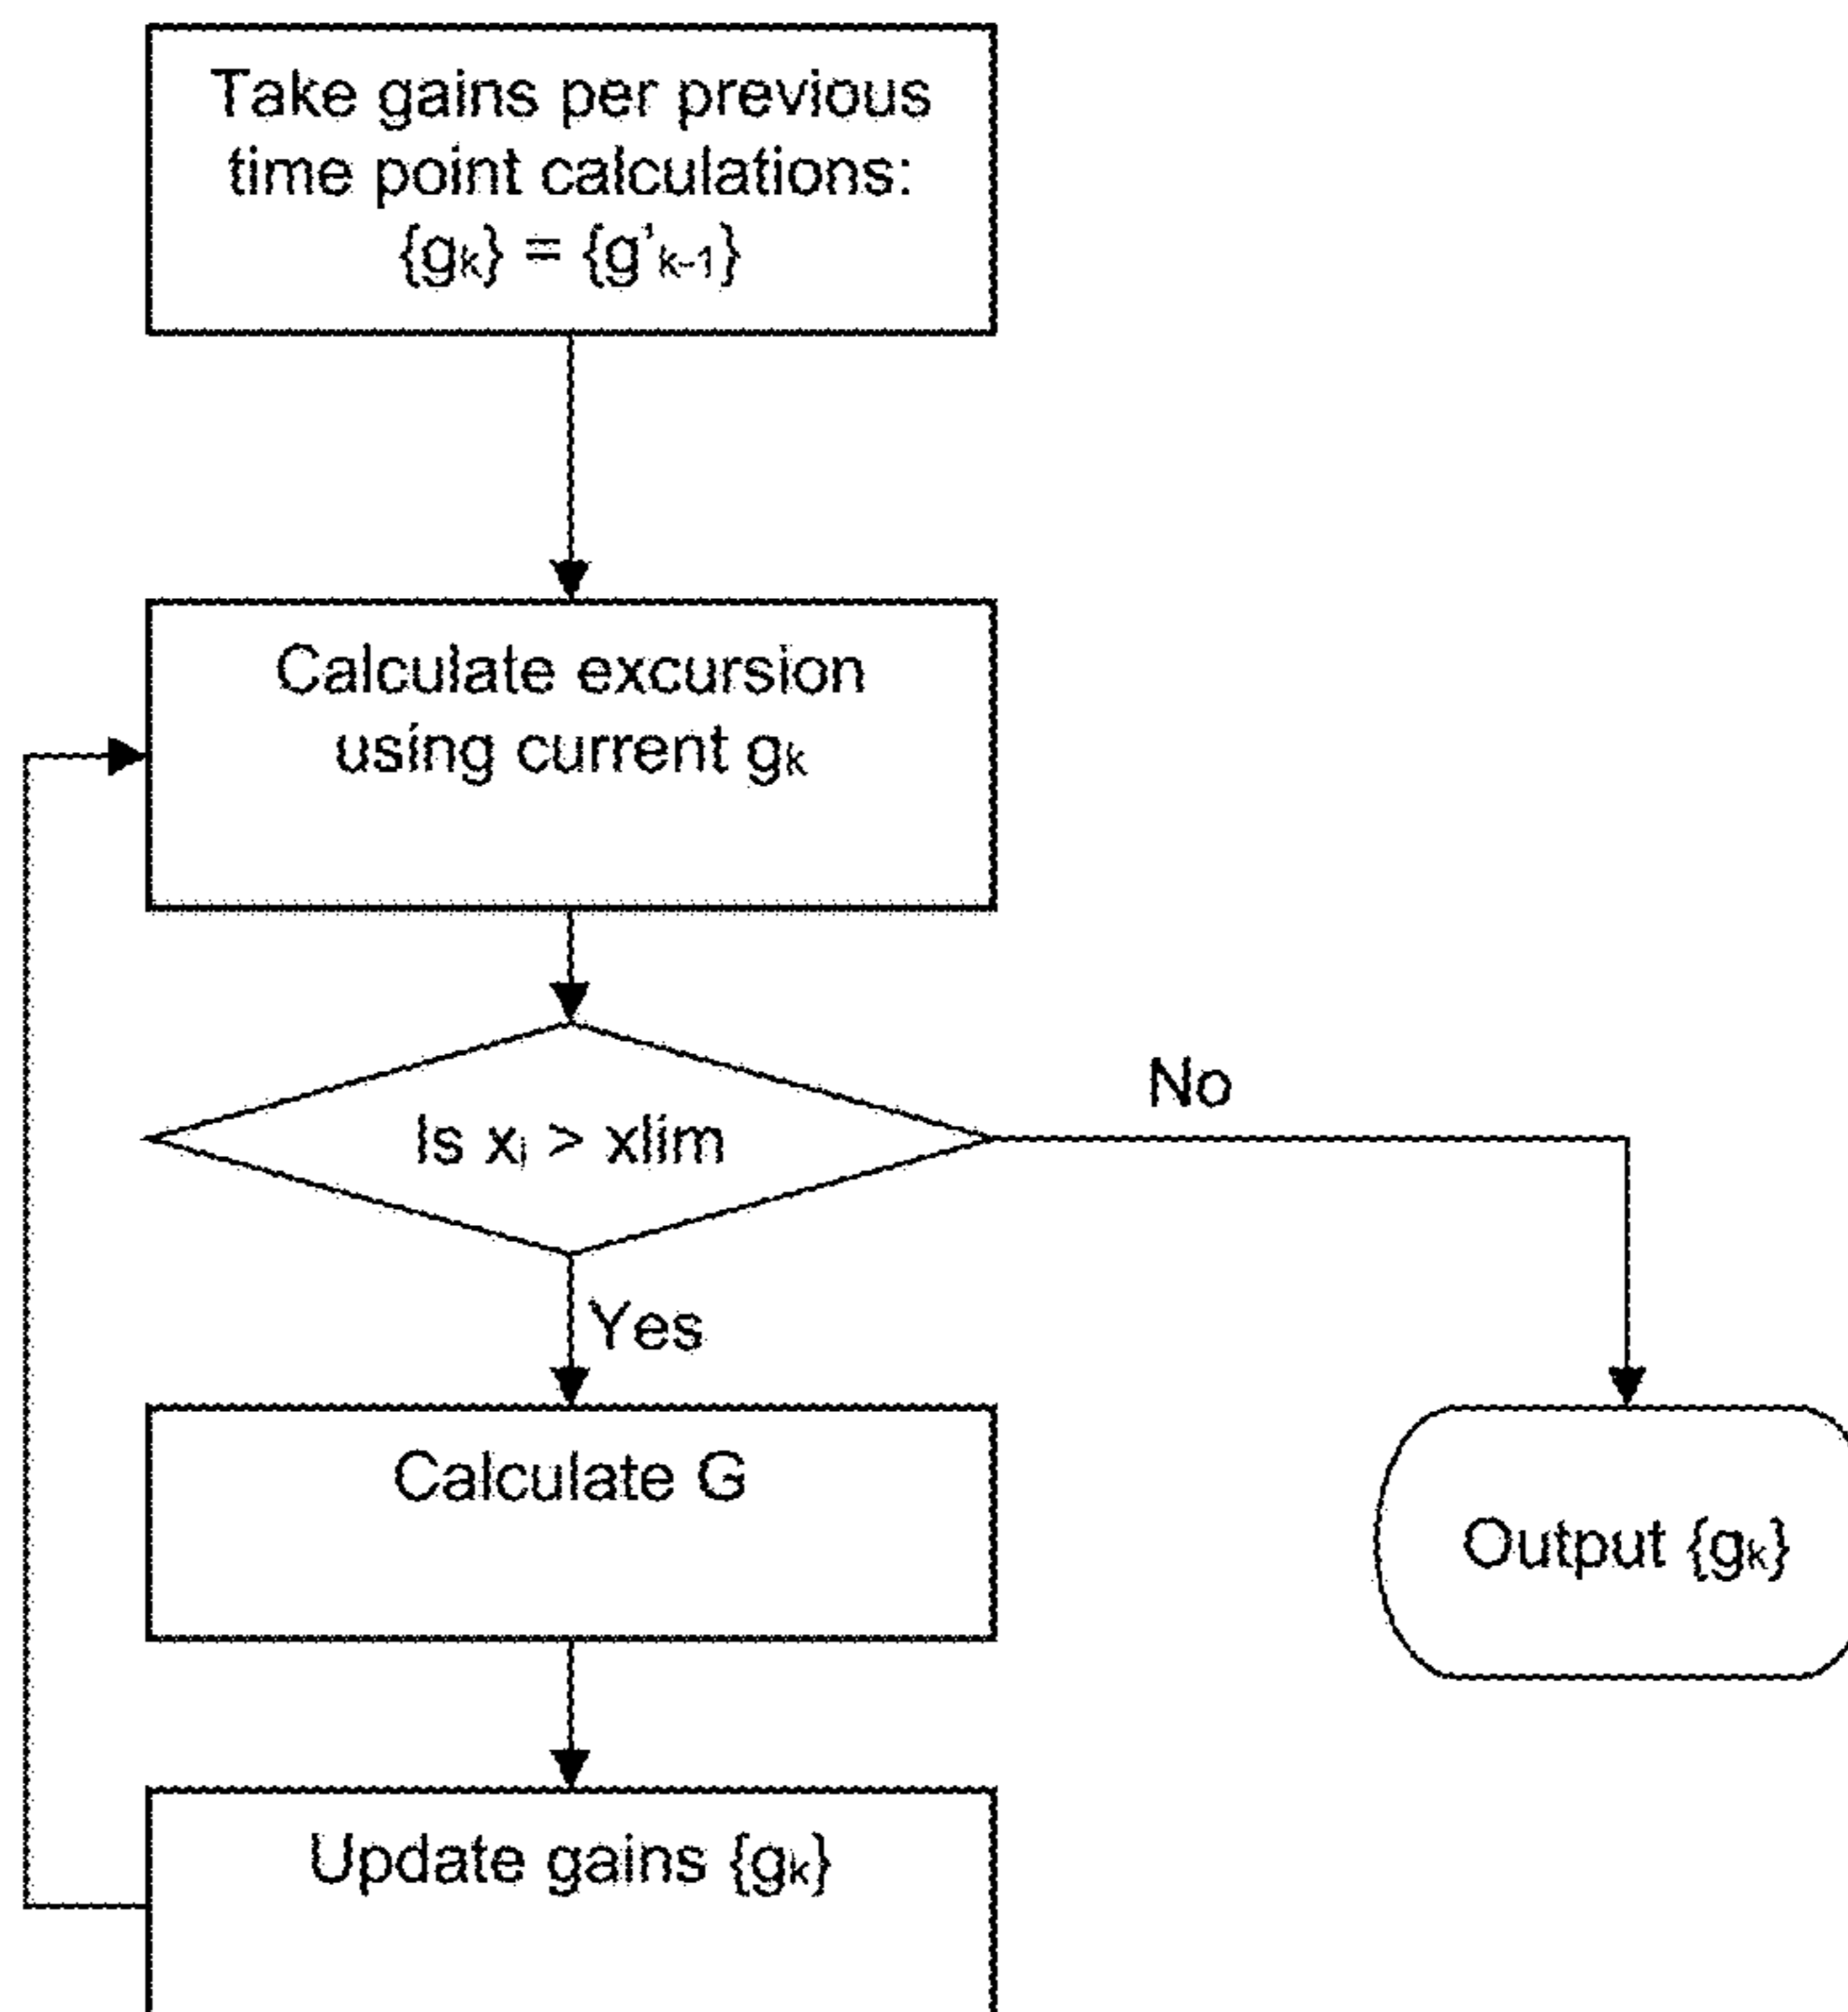 Take gains per previous
time point calculations:
{gk} = {g'k-1}
Calculate excursion
using current gk
Is xi > xlim
No
Yes
Calculate G
Output {gk}
Update gains {gk}